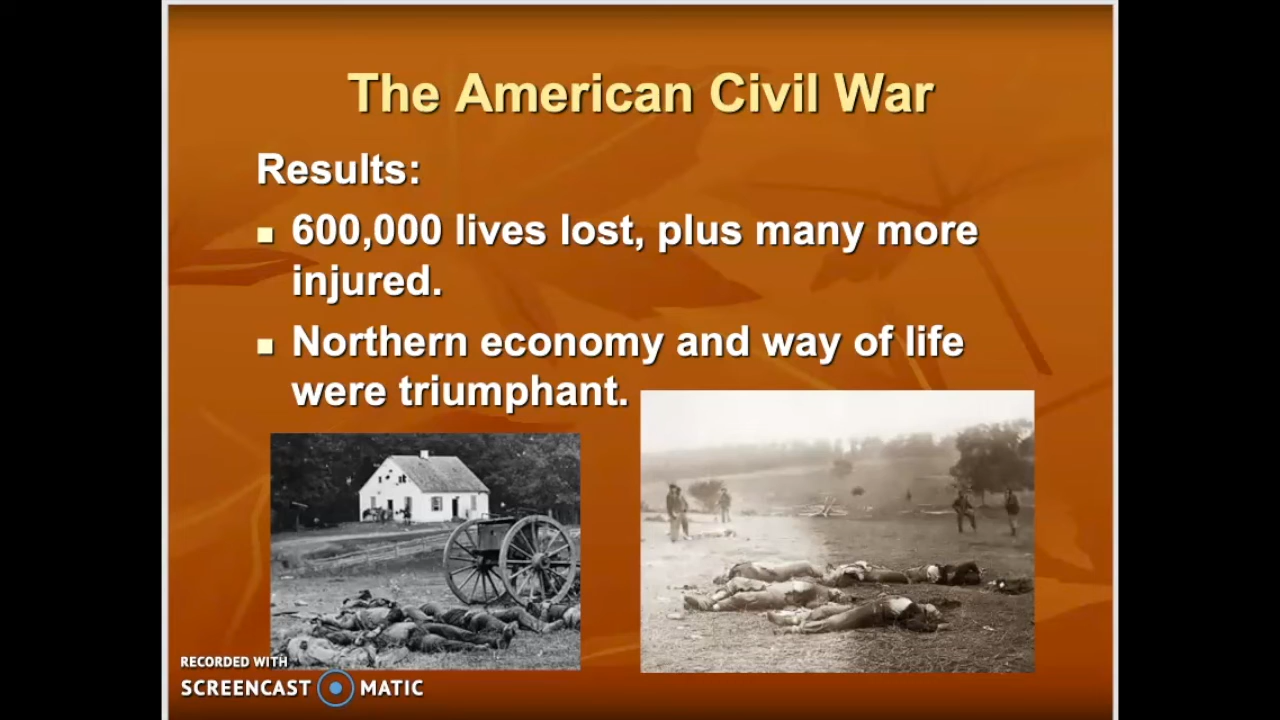 The American Civil War
Results:
600,000 lives lost, plus many more
injured.
Northern economy and way of life
were triumphant.
RECORDED WITH
SCREENCAST MATIC